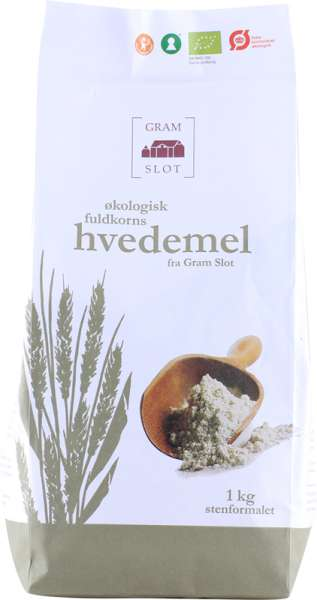 GRAM
SLOT
økologisk
fuldkorns
hvedemel
fra Gram Slot
1 kg
stenformalet